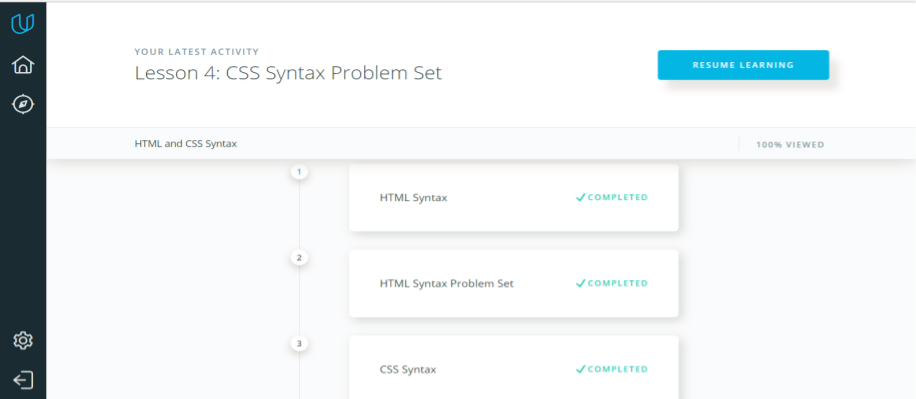 YOUR LATEST ACTIVITY
Lesson 4: CSS Syntax Problem Set
RESUME LEARNING
HTML and CSS Syntax
100% VIEWED
1
HTML Syntax
COMPLETED
2
HTML Syntax Problem Set
COMPLETED
3
CSS Syntax
COMPLETED